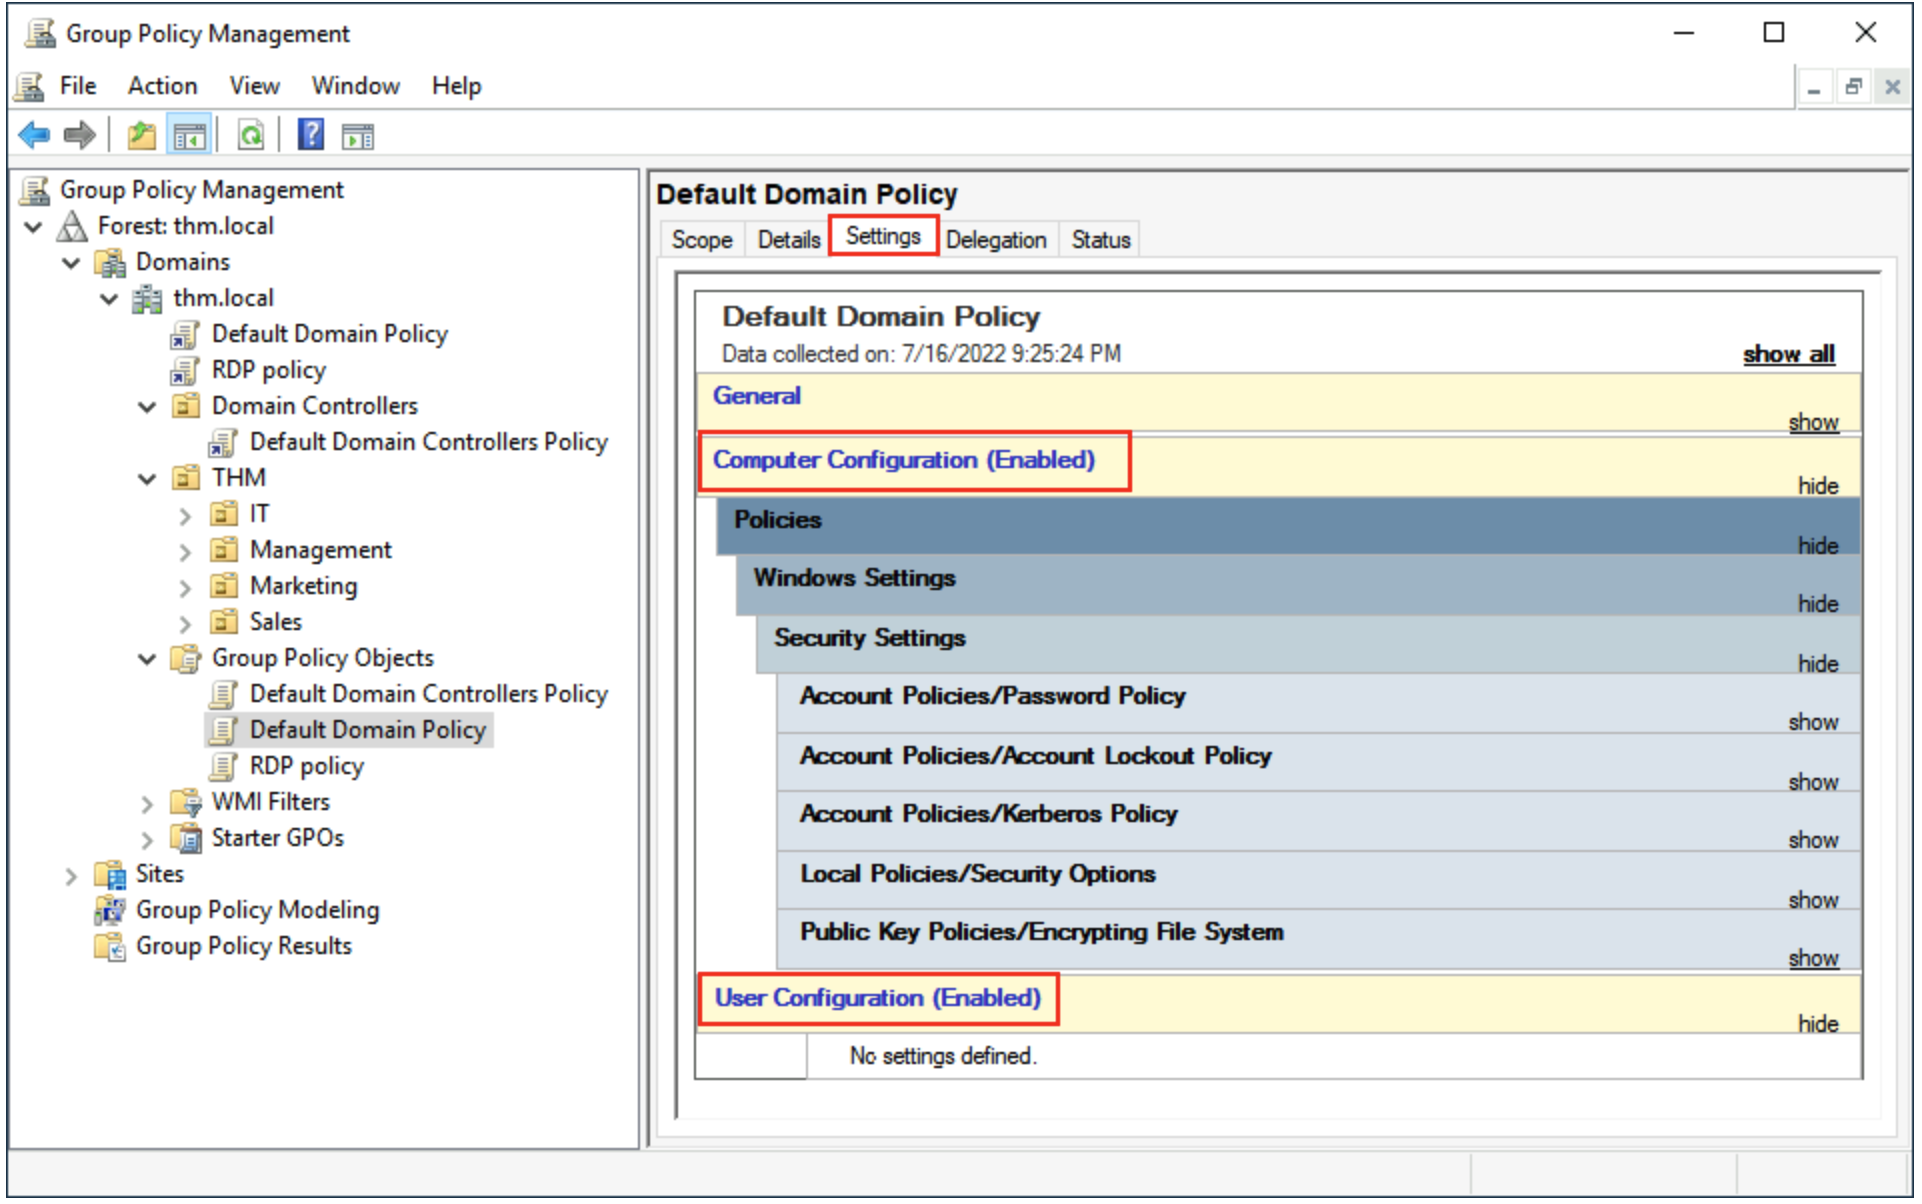 Group Policy Management
File Action View Window Help
Group Policy Management
Forest: thm.local
Domains
thm.local
Default Domain Policy
RDP policy
Domain Controllers
Default Domain Controllers Policy
THM
IT
Management
Marketing
Sales
Group Policy Objects
Default Domain Controllers Policy
Default Domain Policy
RDP policy
WMI Filters
Starter GPOs
Sites
Group Policy Modeling
Group Policy Results
Default Domain Policy
Scope Details Settings Delegation Status
Default Domain Policy
Data collected on: 7/16/2022 9:25:24 PM show all
General
show
Computer Configuration (Enabled)
hide
Policies
hide
Windows Settings
hide
Security Settings
hide
Account Policies/Password Policy
show
Account Policies/Account Lockout Policy
show
Account Policies/Kerberos Policy
show
Local Policies/Security Options
show
Public Key Policies/Encrypting File System
show
User Configuration (Enabled)
hide
No settings defined.